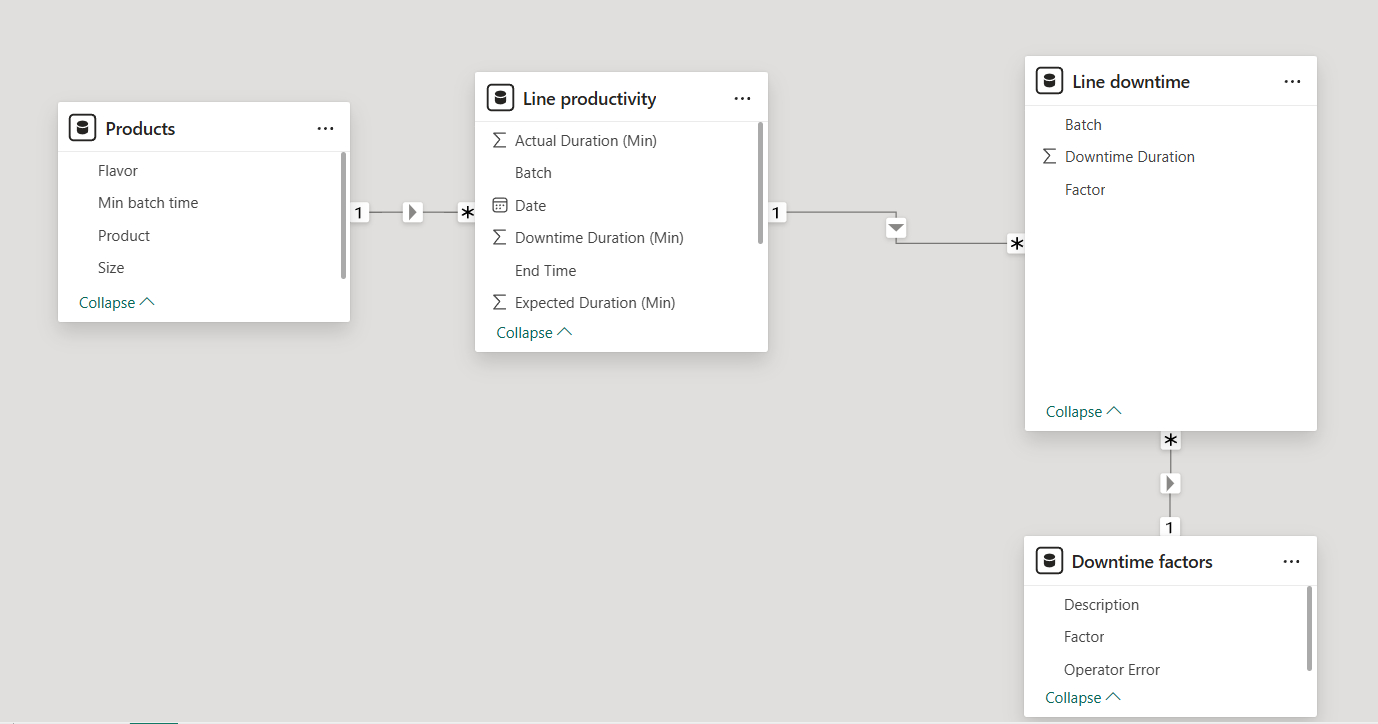 Products
Flavor
Min batch time
Product
Size
Collapse
1
*
Line productivity
Actual Duration (Min)
Batch
Date
Downtime Duration (Min)
End Time
Expected Duration (Min)
Collapse
1
*
Line downtime
Batch
Downtime Duration
Factor
Collapse
*
1
Downtime factors
Description
Factor
Operator Error
Collapse